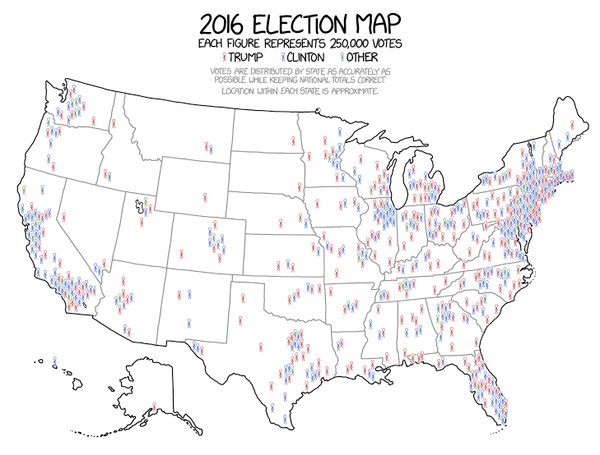 2016 ELECTION MAP
EACH FIGURE REPRESENTS 250,000 VOTES
TRUMP CLINTON OTHER
VOTES ARE DISTRIBUTED BY STATE AS ACCURATELY AS
POSSIBLE WHILE KEEPING NATIONAL TOTALS CORRECT.
LOCATION WITHIN EACH STATE IS APPROXIMATE.